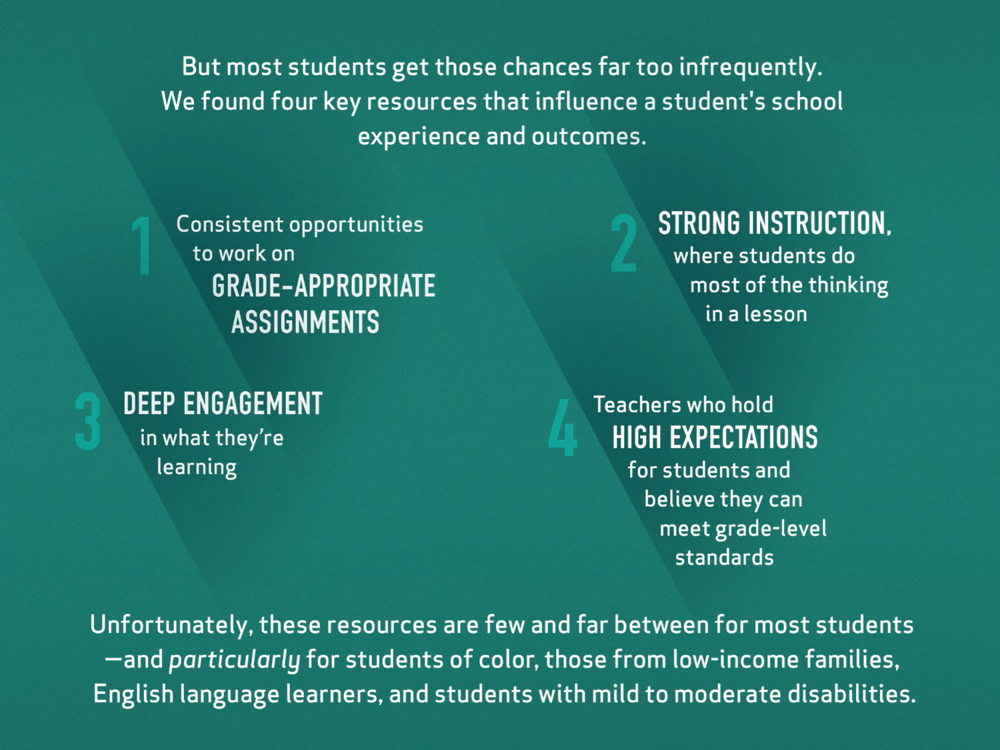 But most students get those chances far too infrequently.
We found four key resources that influence a student's school
experience and outcomes.
1
Consistent opportunities
to work on
GRADE-APPROPRIATE
ASSIGNMENTS
2
STRONG INSTRUCTION,
where students do
most of the thinking
in a lesson
3
DEEP ENGAGEMENT
in what they’re
learning
4
Teachers who hold
HIGH EXPECTATIONS
for students and
believe they can
meet grade-level
standards
Unfortunately, these resources are few and far between for most students
—and particularly for students of color, those from low-income families,
English language learners, and students with mild to moderate disabilities.